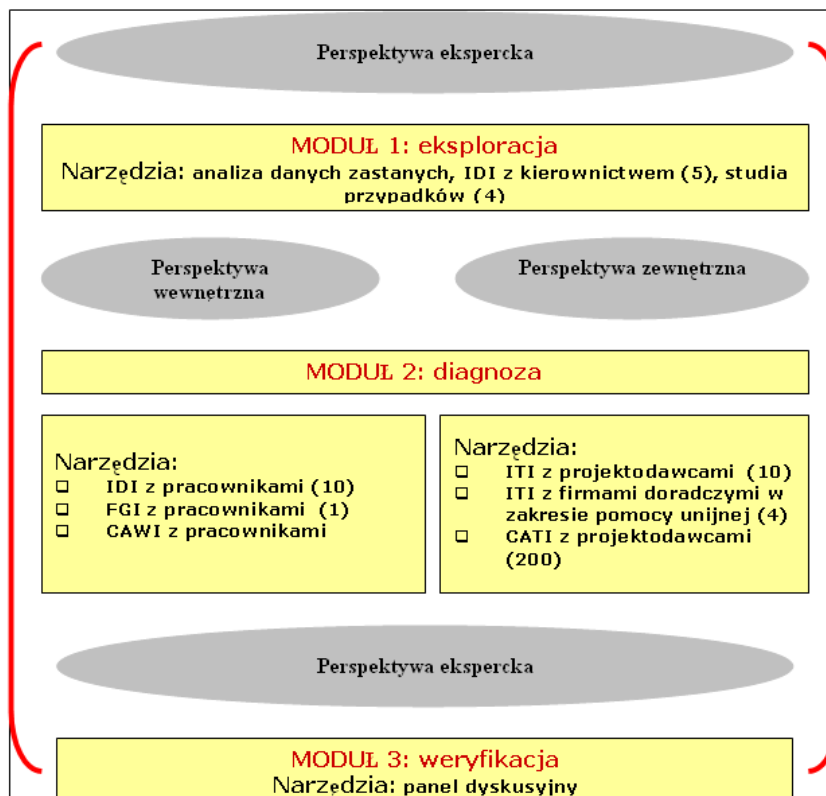 Perspektywa ekspercka
MODUŁ 1: eksploracja
Narzędzia: analiza danych zastanych, IDI z kierownictwem (5), studia
przypadków (4)
Perspektywa
wewnętrzna
Perspektywa zewnętrzna
MODUŁ 2: diagnoza
Narzędzia:
❑ IDI z pracownikami (10)
❑ FGI z pracownikami (1)
❑ CAWI z pracownikami
Narzędzia:
❑ ITI z projektodawcami (10)
❑ ITI z firmami doradczymi w
zakresie pomocy unijnej (4)
❑ CATI z projektodawcami
(200)
Perspektywa ekspercka
MODUŁ 3: weryfikacja
Narzędzia: panel dyskusyjny